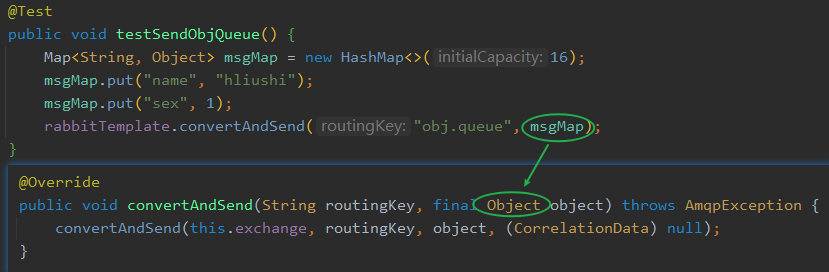 @Test
public void testSendObjQueue() {
    Map<String, Object> msgMap = new HashMap<>( initialCapacity: 16);
    msgMap.put("name", "hliushi");
    msgMap.put("sex", 1);
    rabbitTemplate.convertAndSend( routingKey: "obj.queue", msgMap);
}
@Override
public void convertAndSend(String routingKey, final Object object) throws AmqpException {
    convertAndSend(this.exchange, routingKey, object, (CorrelationData) null);
}